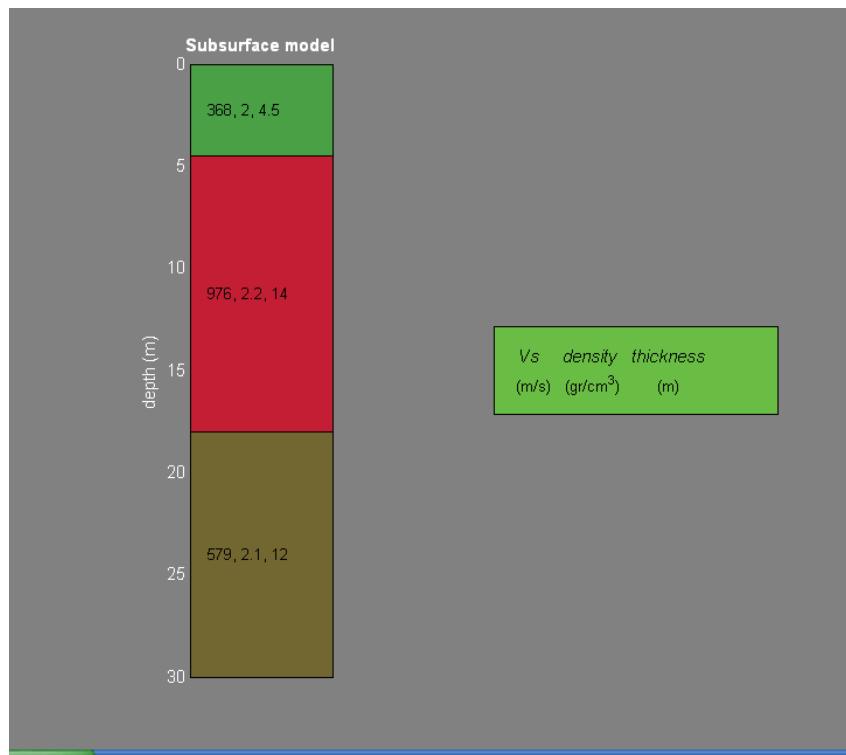 Subsurface model
0
368, 2, 4.5
5
10
976, 2.2, 14
depth (m)
15
Vs density thickness
(m/s) (gr/cm³) (m)
20
579, 2.1, 12
25
30